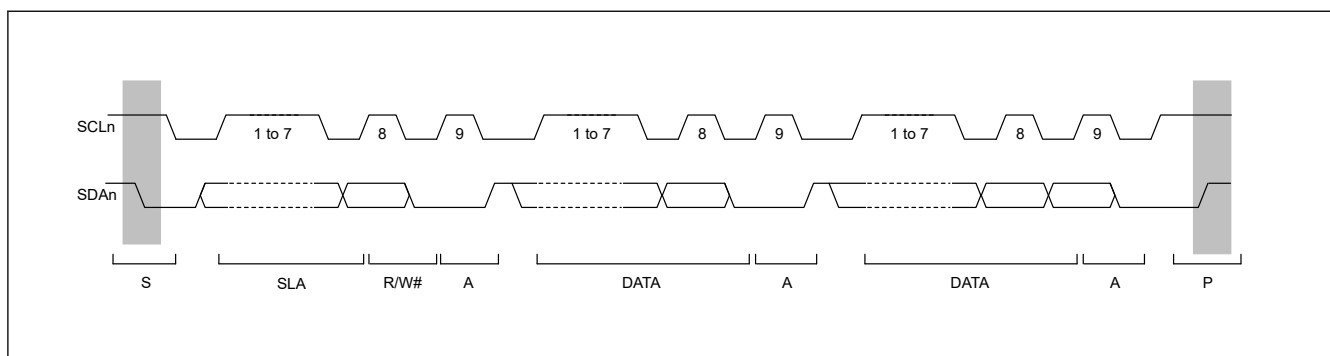 SCLn 1 to 7 8 9 1 to 7 8 9 1 to 7 8 9
SDAn
S SLA R/W# A DATA A DATA A P